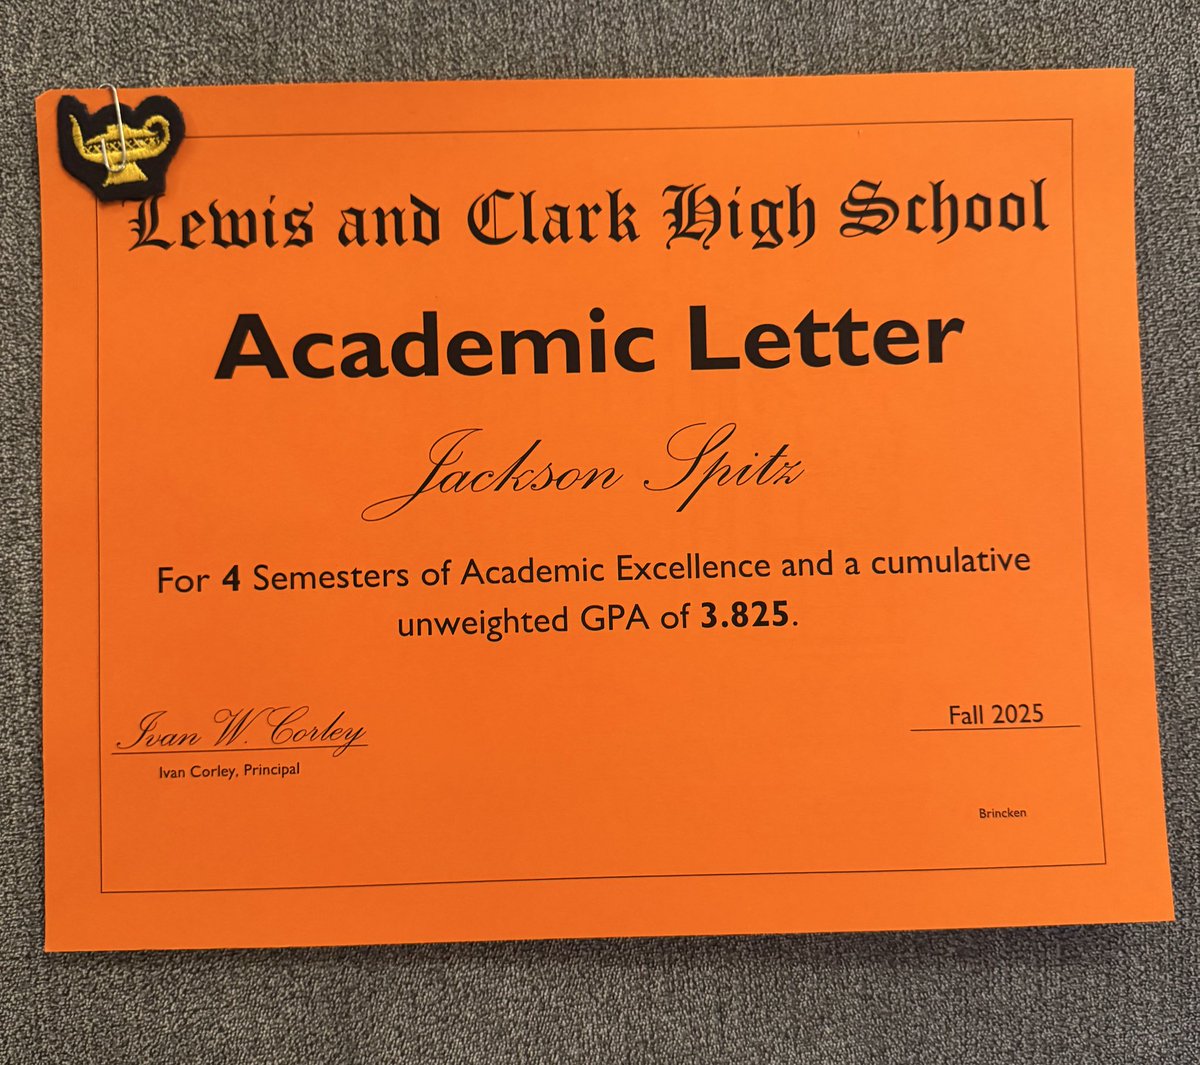 Lewis and Clark High School
Academic Letter
Jackson Spitz
For 4 Semesters of Academic Excellence and a cumulative
unweighted GPA of 3.825.
Ivan W. Corley
Ivan Corley, Principal
Fall 2025
Brincken